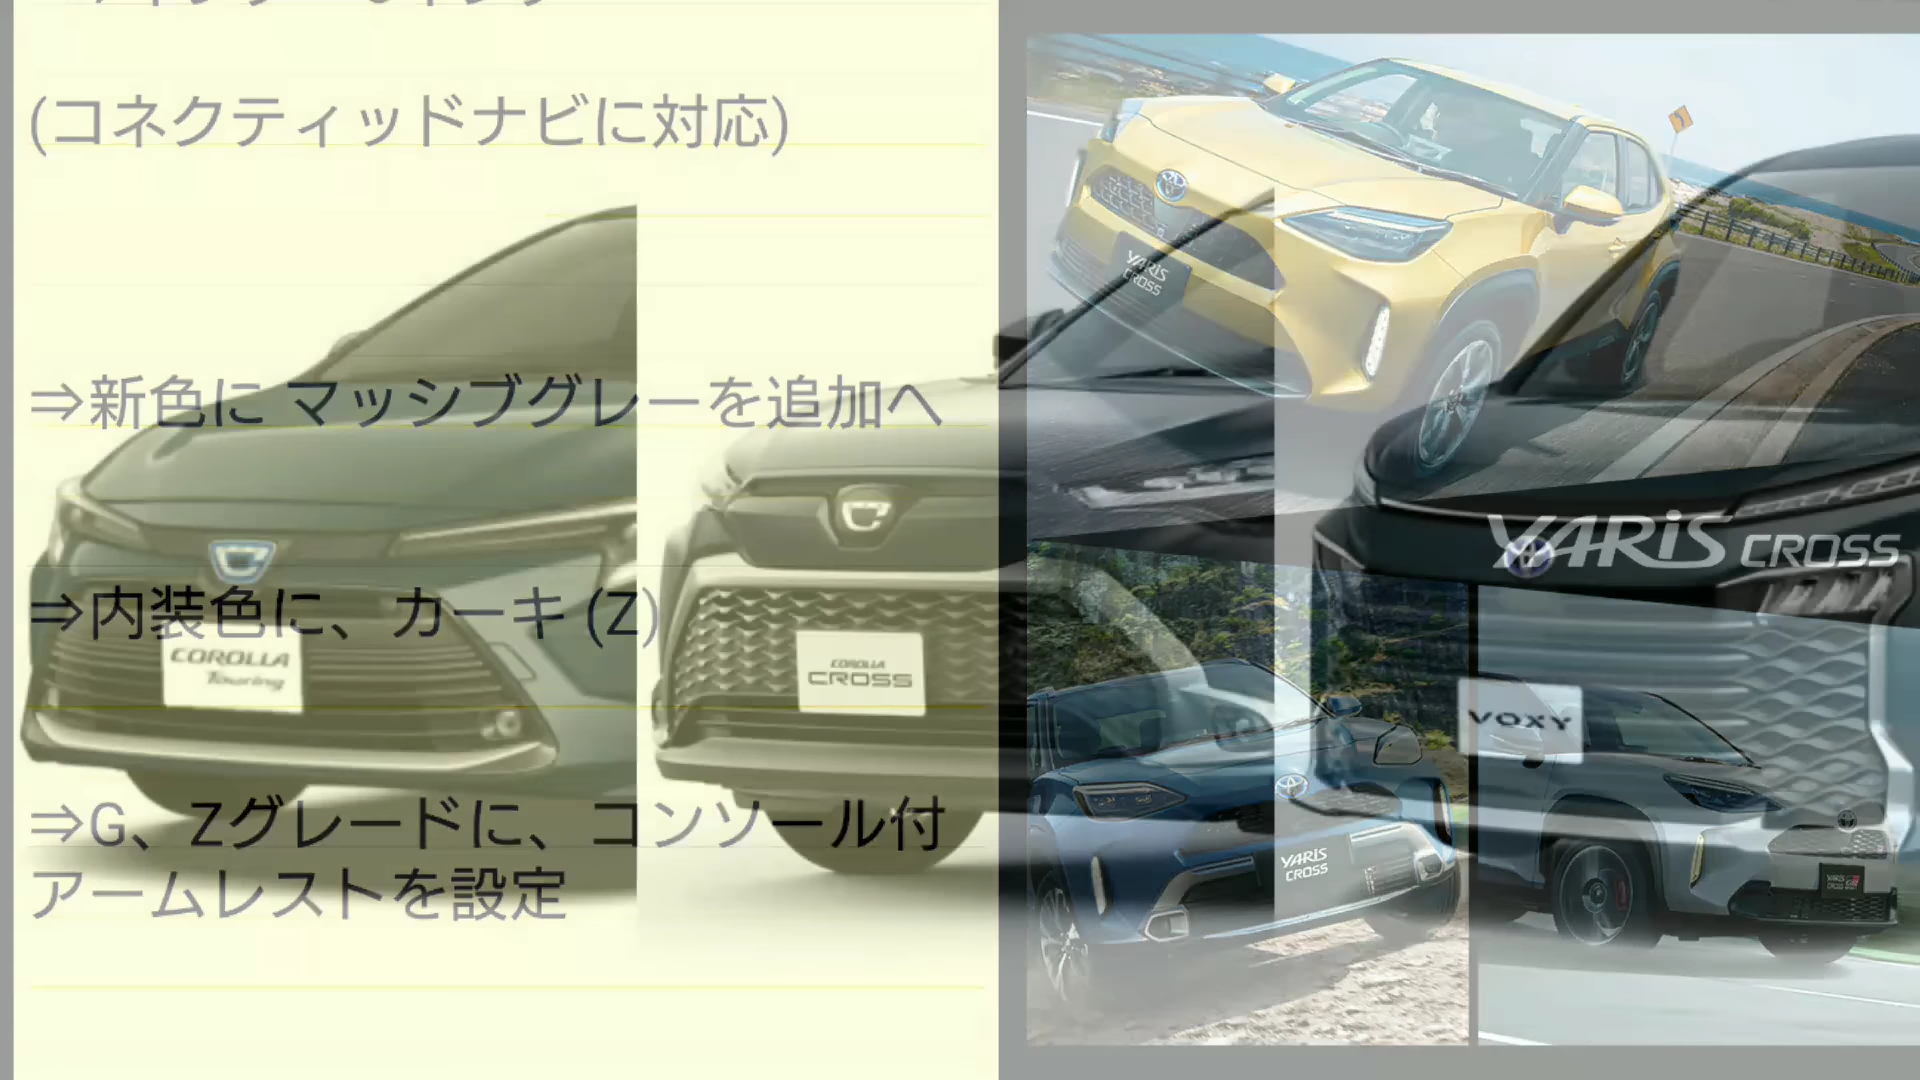 (コネクティッドナビに対応)
⇒新色に マッシブグレーを追加へ
⇒内装色に、カーキ (Z)
⇒G、Zグレードに、コンソール付
アームレストを設定
COROLLA
Touring
COROLLA
CROSS
YARIS
CROSS
YARIS CROSS
VOXY
YARIS
CROSS
YARIS
CROSS